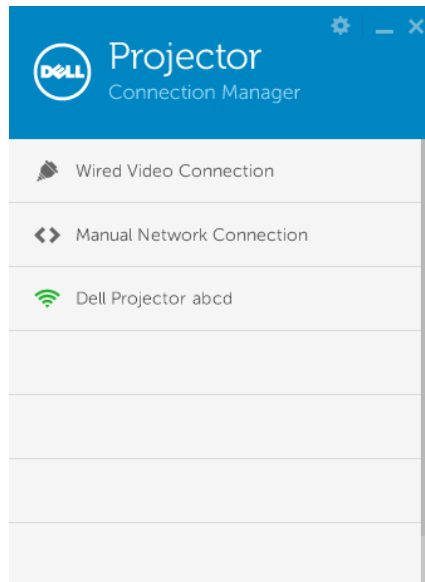 DELL
Projector
Connection Manager
Wired Video Connection
Manual Network Connection
Dell Projector abcd